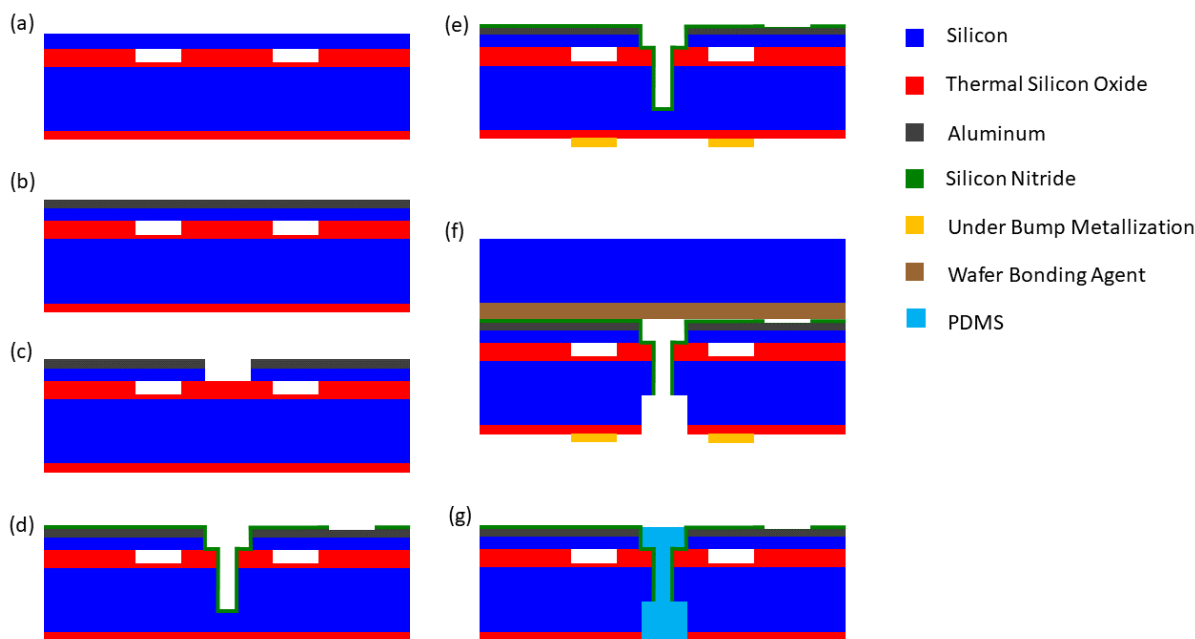 (a)
(b)
(c)
(d)
(e)
(f)
(g)
Silicon
Thermal Silicon Oxide
Aluminum
Silicon Nitride
Under Bump Metallization
Wafer Bonding Agent
PDMS